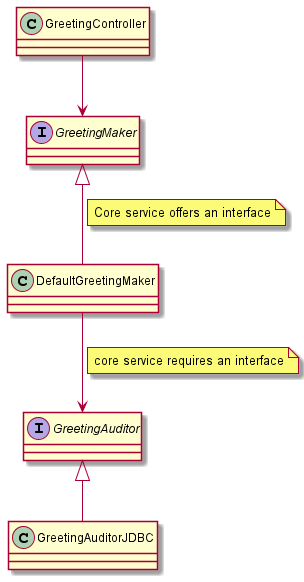 C GreetingController
I GreetingMaker
Core service offers an interface
C DefaultGreetingMaker
core service requires an interface
I GreetingAuditor
C GreetingAuditorJDBC